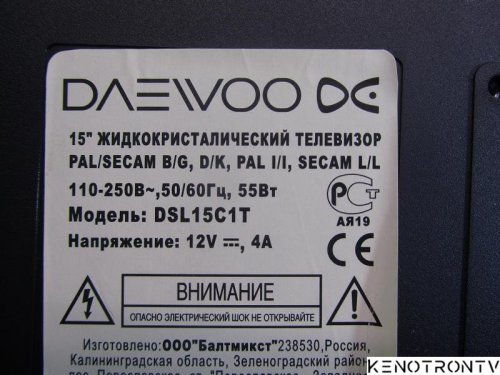 DAEWOO DE
15" ЖИДКОКРИСТАЛИЧЕСКИЙ ТЕЛЕВИЗОР
PAL/SECAM B/G, D/K, PAL I/I, SECAM L/L
110-250В~,50/60Гц, 55Вт
Модель: DSL15C1T
Напряжение: 12V ⎓, 4A
РСТ
АЯ19
CE
ВНИМАНИЕ
ОПАСНО ЭЛЕКТРИЧЕСКИЙ ШОК НЕ ОТКРЫВАЙТЕ
Изготовлено:ООО"Балтмикст"238530,Россия,
Калининградская область, Зеленоградский район,
KENOTRONTV